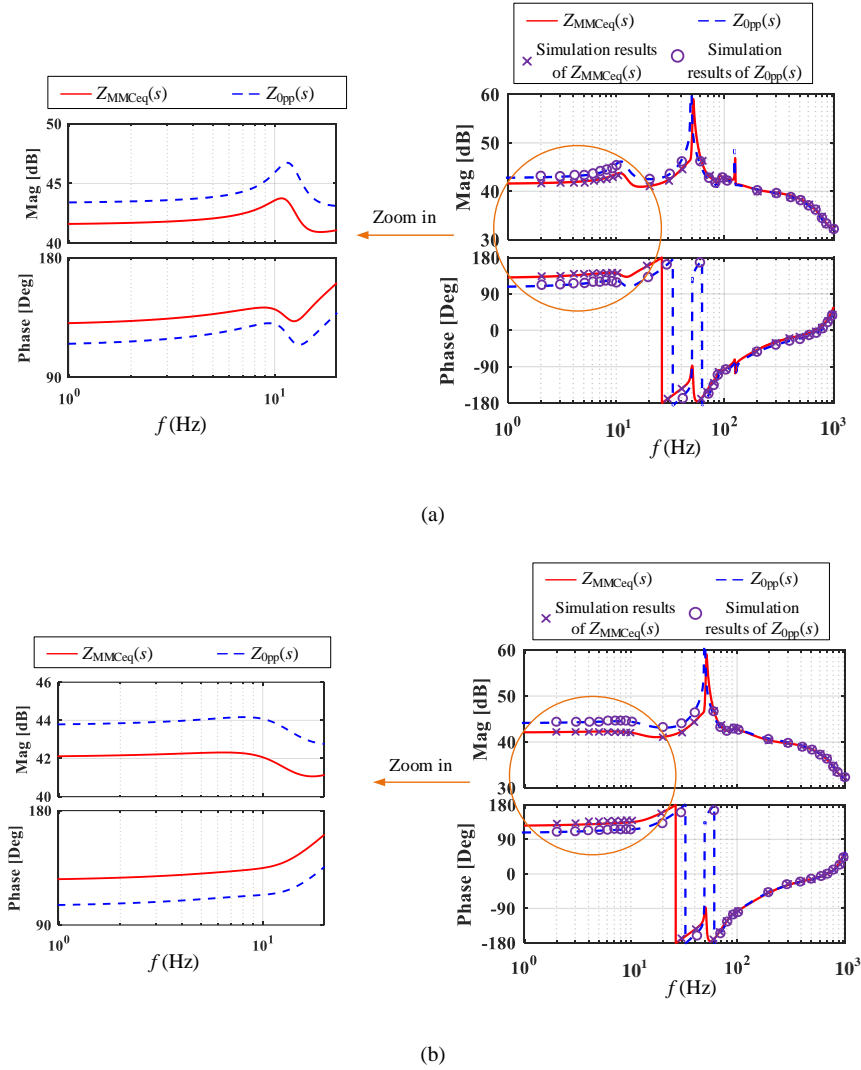 Z_MMCeq(s) Z_0pp(s)
Simulation results of Z_MMCeq(s)
Simulation results of Z_0pp(s)
Z_MMCeq(s) Z_0pp(s)
50
45
40
Mag [dB]
180
90
Phase [Deg]
10^0 10^1
f (Hz)
Zoom in
60
50
40
30
Mag [dB]
180
90
0
-90
-180
Phase [Deg]
10^0 10^1 10^2 10^3
f (Hz)
(a)
Z_MMCeq(s) Z_0pp(s)
Simulation results of Z_MMCeq(s)
Simulation results of Z_0pp(s)
Z_MMCeq(s) Z_0pp(s)
46
44
42
40
Mag [dB]
180
90
Phase [Deg]
10^0 10^1
f (Hz)
Zoom in
60
50
40
30
Mag [dB]
180
90
0
-90
-180
Phase [Deg]
10^0 10^1 10^2 10^3
f (Hz)
(b)